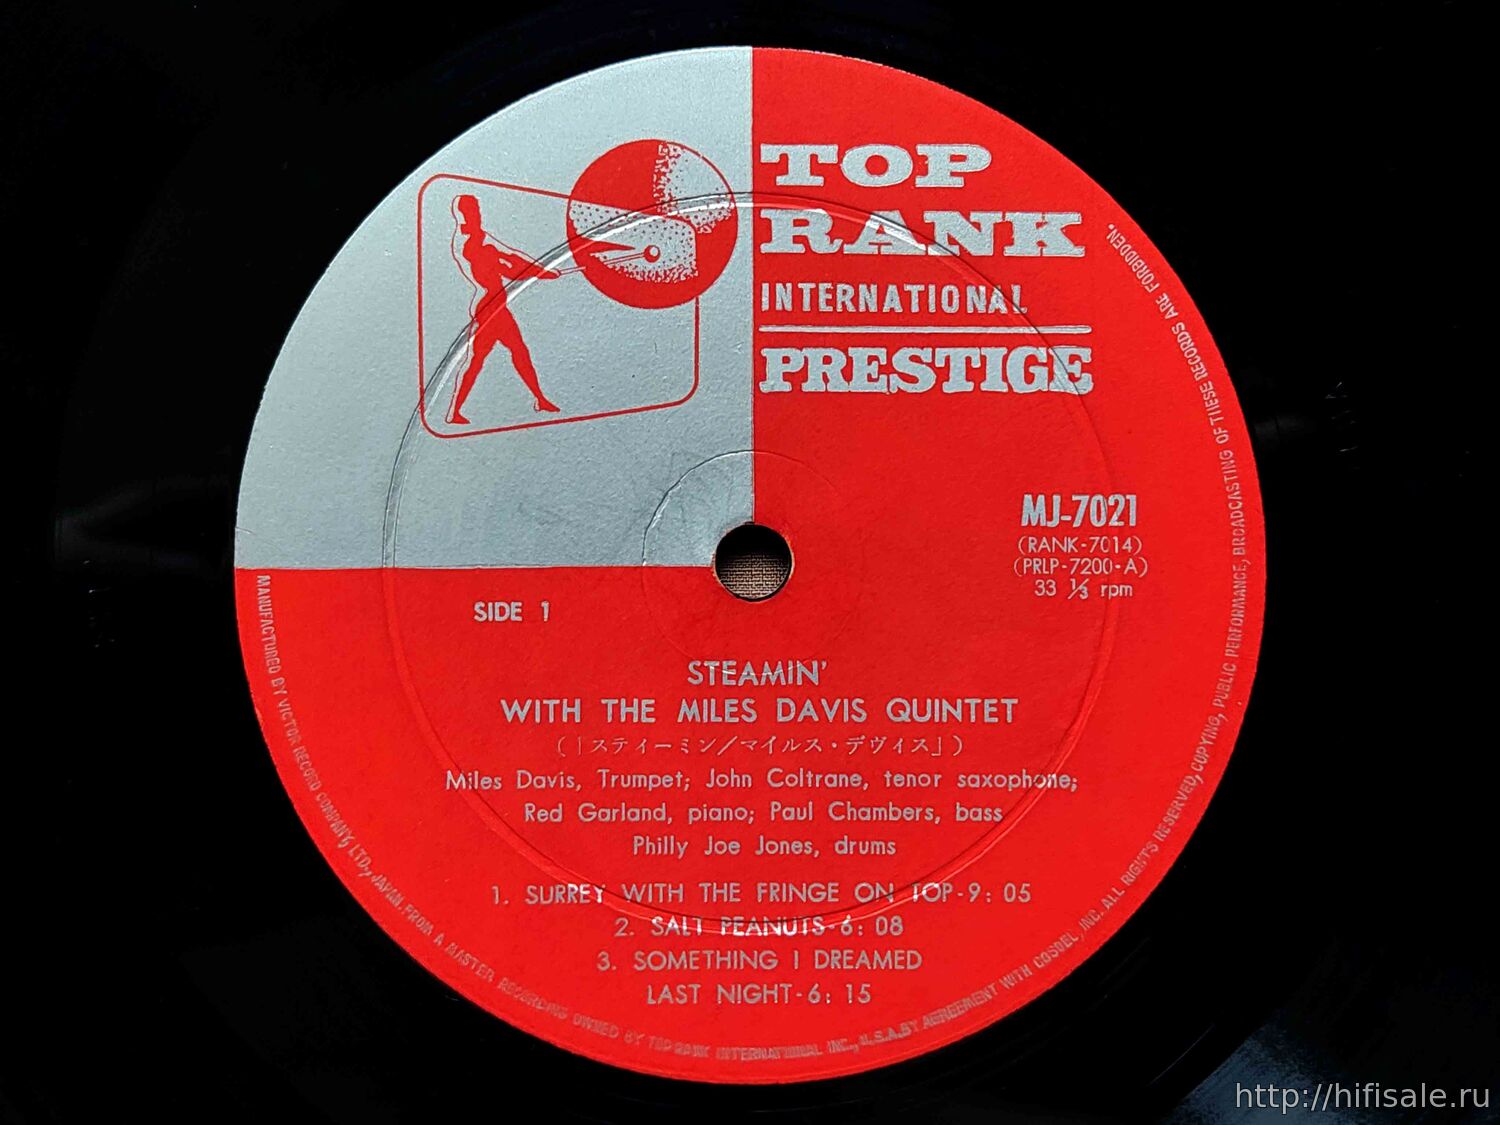 TOP
RANK
INTERNATIONAL
PRESTIGE
MJ-7021
(RANK-7014)
(PRLP-7200-A)
33 ⅓ rpm
SIDE 1
STEAMIN'
WITH THE MILES DAVIS QUINTET
(「スティーミン/マイルス・デヴィス」)
Miles Davis, Trumpet; John Coltrane, tenor saxophone;
Red Garland, piano; Paul Chambers, bass
Philly Joe Jones, drums
1. SURREY WITH THE FRINGE ON TOP-9: 05
2. SALT PEANUTS-6: 08
3. SOMETHING I DREAMED
LAST NIGHT-6: 15
MANUFACTURED BY VICTOR RECORD COMPANY, LTD., JAPAN. FROM A MASTER RECORDING OWNED BY TOP RANK INTERNATIONAL INC., U.S.A. BY AGREEMENT WITH COSDEL, INC. ALL RIGHTS RESERVED, COPYING, PUBLIC PERFORMANCE, BROADCASTING OF THESE RECORDS ARE FORBIDDEN.
http://hifisale.ru